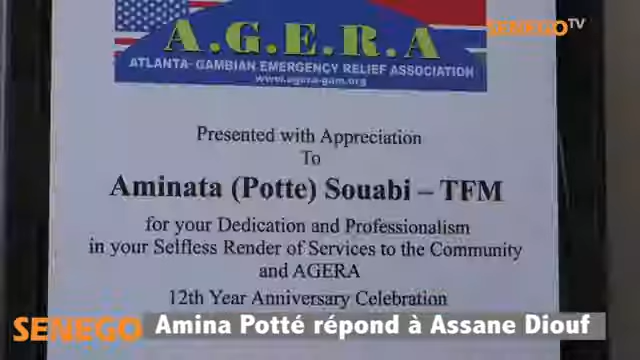 SENEGO TV
A.G.E.R.A
ATLANTA- GAMBIAN EMERGENCY RELIEF ASSOCIATION
www.agera-gam.org
Presented with Appreciation
To
Aminata (Potte) Souabi – TFM
for your Dedication and Professionalism
in your Selfless Render of Services to the Community
and AGERA
12th Year Anniversary Celebration
SENEGO Amina Potté répond à Assane Diouf